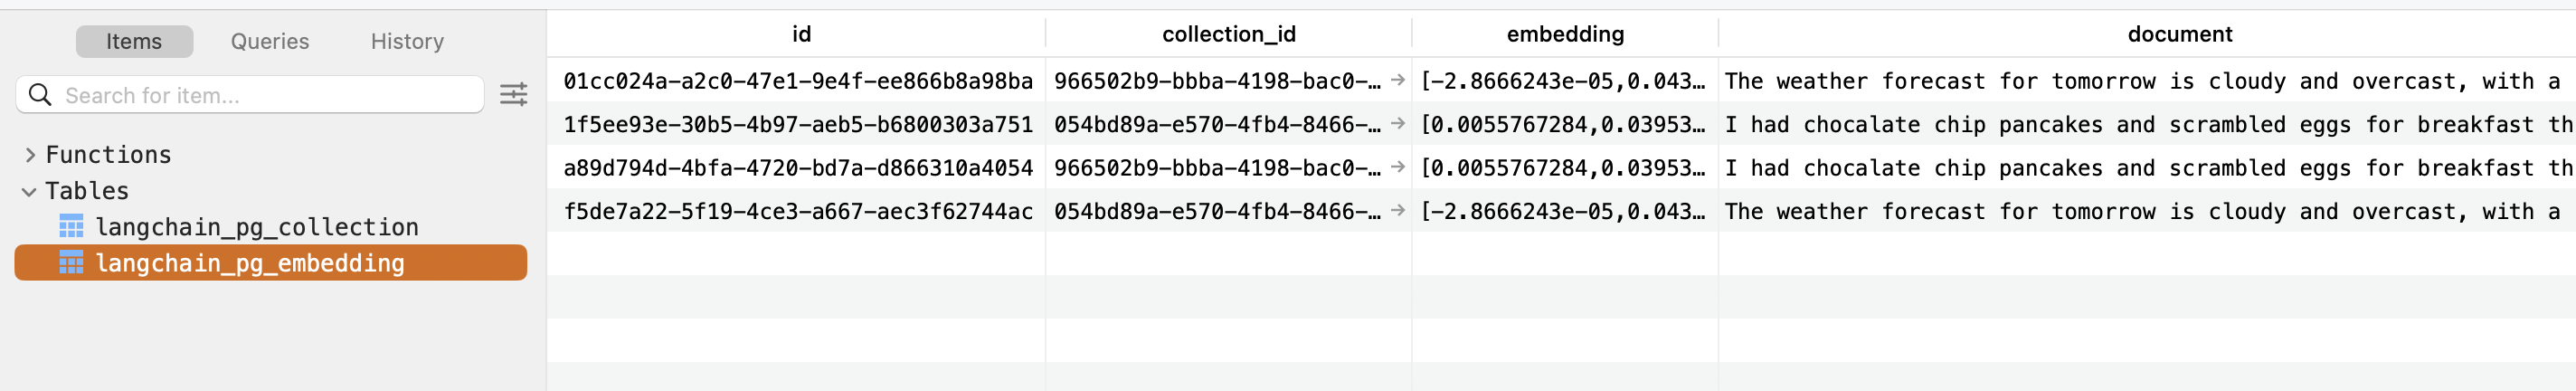 Items Queries History
Search for item...
Functions
Tables
langchain_pg_collection
langchain_pg_embedding
id collection_id embedding document
01cc024a-a2c0-47e1-9e4f-ee866b8a98ba 966502b9-bbba-4198-bac0-… → [-2.8666243e-05,0.043… The weather forecast for tomorrow is cloudy and overcast, with a
1f5ee93e-30b5-4b97-aeb5-b6800303a751 054bd89a-e570-4fb4-8466-… → [0.0055767284,0.03953… I had chocalate chip pancakes and scrambled eggs for breakfast th
a89d794d-4bfa-4720-bd7a-d866310a4054 966502b9-bbba-4198-bac0-… → [0.0055767284,0.03953… I had chocalate chip pancakes and scrambled eggs for breakfast th
f5de7a22-5f19-4ce3-a667-aec3f62744ac 054bd89a-e570-4fb4-8466-… → [-2.8666243e-05,0.043… The weather forecast for tomorrow is cloudy and overcast, with a